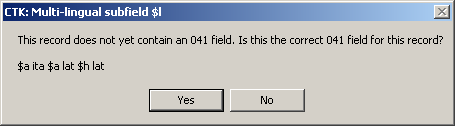 CTK: Multi-lingual subfield $l
This record does not yet contain an 041 field. Is this the correct 041 field for this record?
$a ita $a lat $h lat
Yes
No